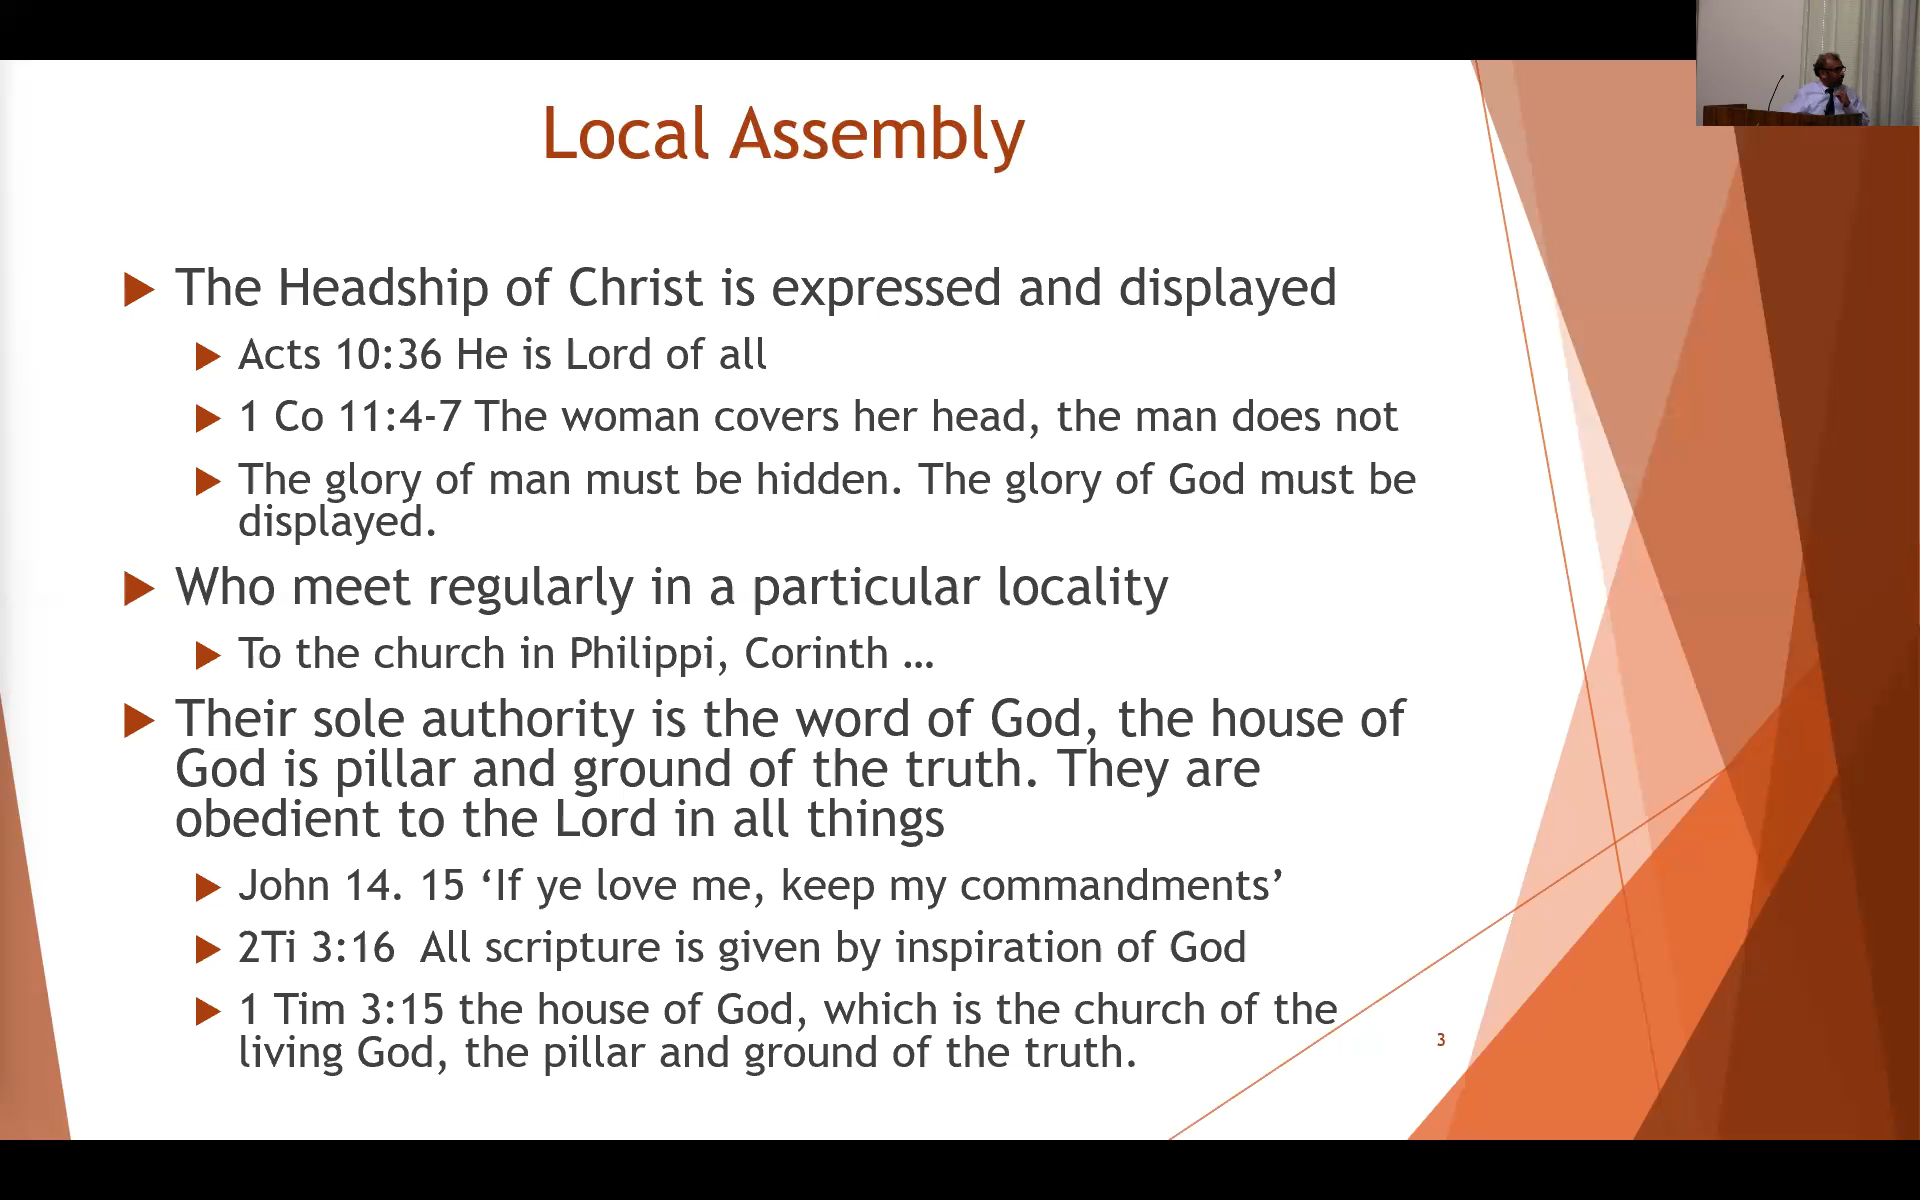 Local Assembly
The Headship of Christ is expressed and displayed
Acts 10:36 He is Lord of all
1 Co 11:4-7 The woman covers her head, the man does not
The glory of man must be hidden. The glory of God must be
displayed.
Who meet regularly in a particular locality
To the church in Philippi, Corinth …
Their sole authority is the word of God, the house of
God is pillar and ground of the truth. They are
obedient to the Lord in all things
John 14. 15 ‘If ye love me, keep my commandments’
2Ti 3:16  All scripture is given by inspiration of God
1 Tim 3:15 the house of God, which is the church of the
living God, the pillar and ground of the truth.
3